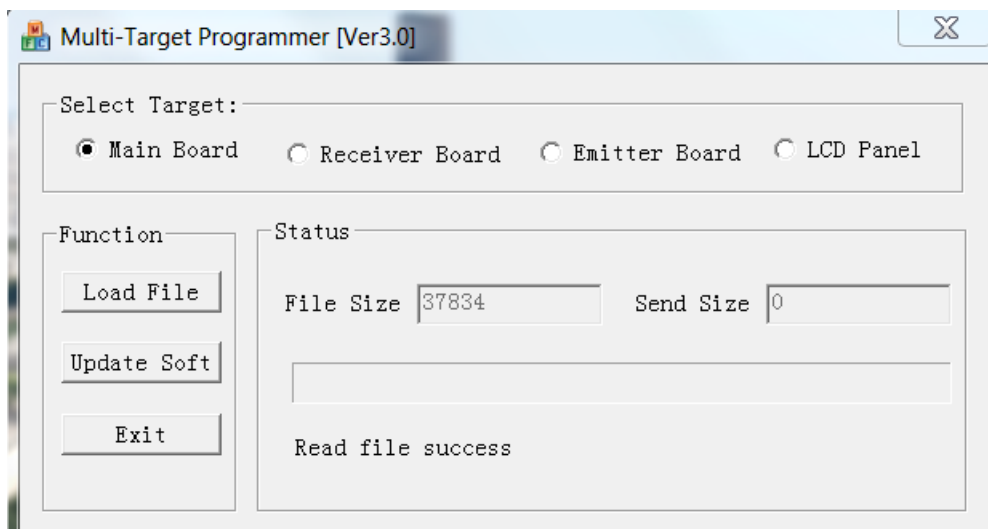 Multi-Target Programmer [Ver3.0]
Select Target:
Main Board Receiver Board Emitter Board LCD Panel
Function
Load File
Update Soft
Exit
Status
File Size 37834 Send Size 0
Read file success